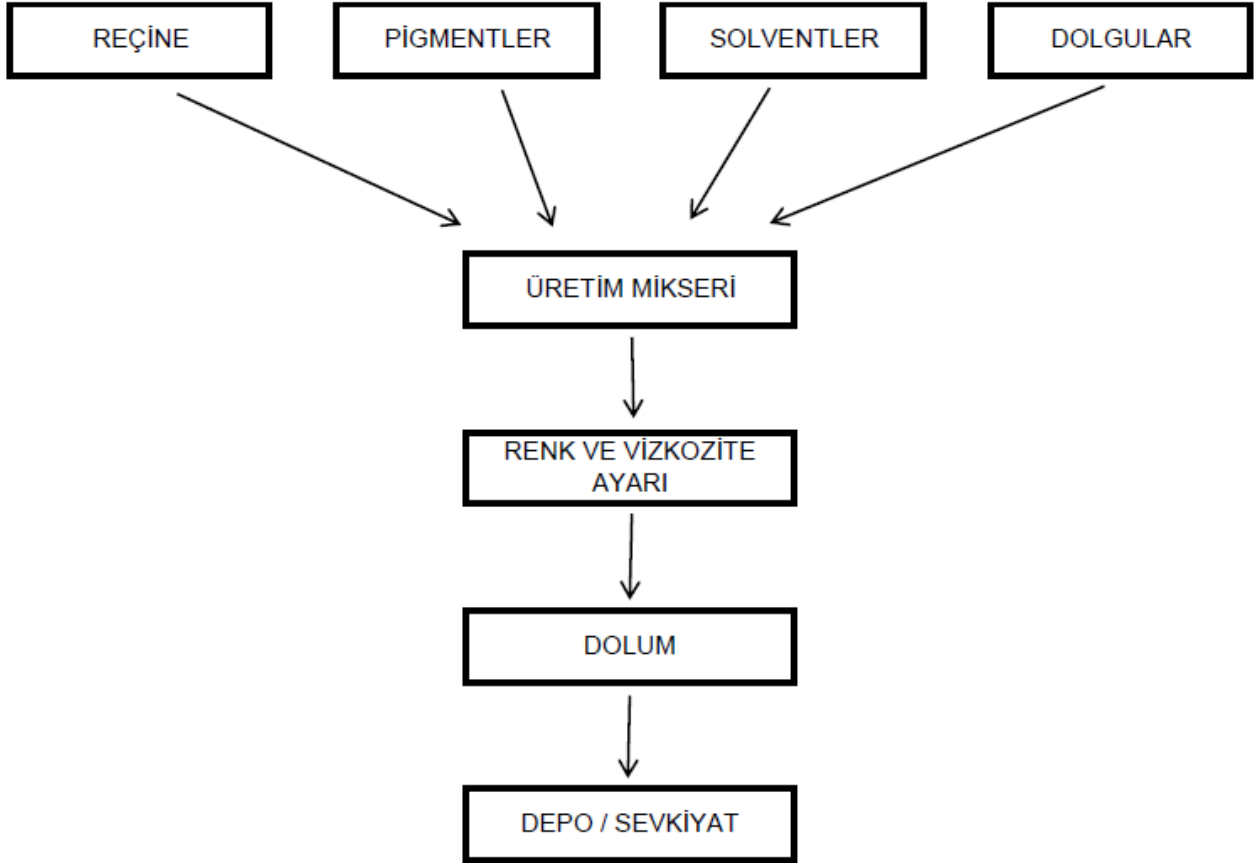 REÇİNE
PİGMENTLER
SOLVENTLER
DOLGULAR
ÜRETİM MİKSERİ
RENK VE VİZKOZİTE
AYARI
DOLUM
DEPO / SEVKİYAT